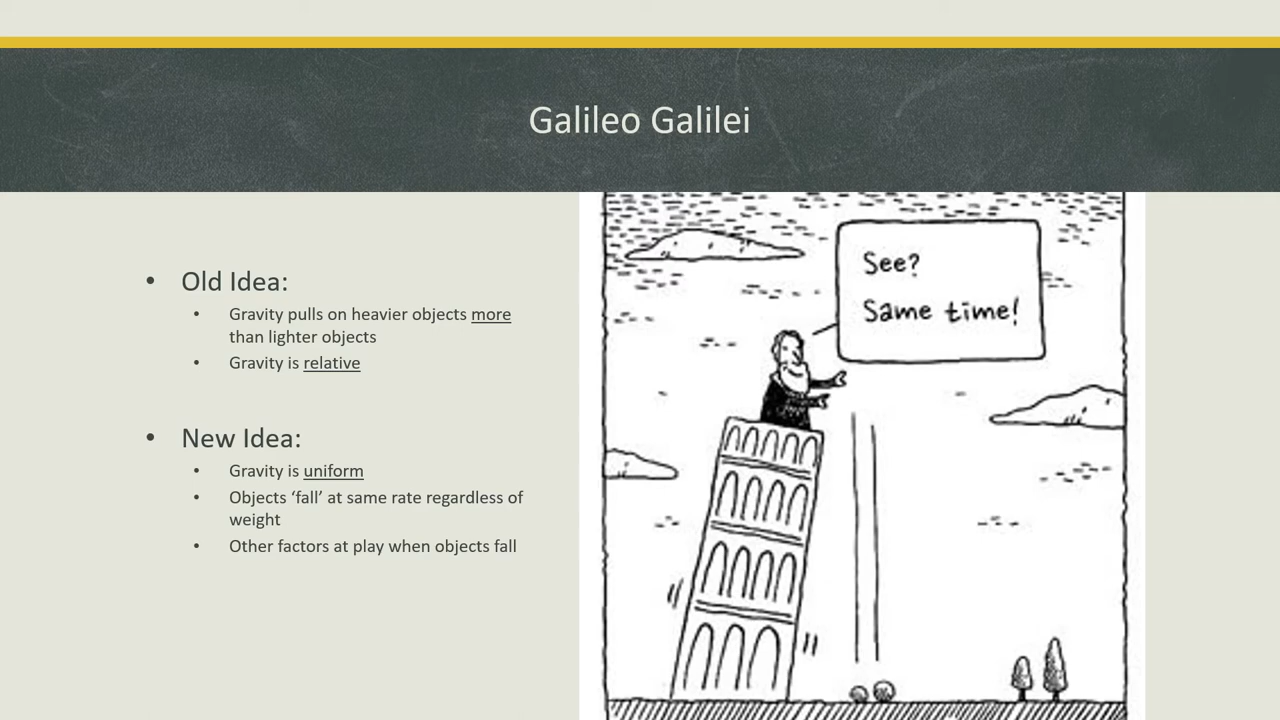 Galileo Galilei
• Old Idea:
• Gravity pulls on heavier objects more
than lighter objects
• Gravity is relative
• New Idea:
• Gravity is uniform
• Objects ‘fall’ at same rate regardless of
weight
• Other factors at play when objects fall
See?
Same time!